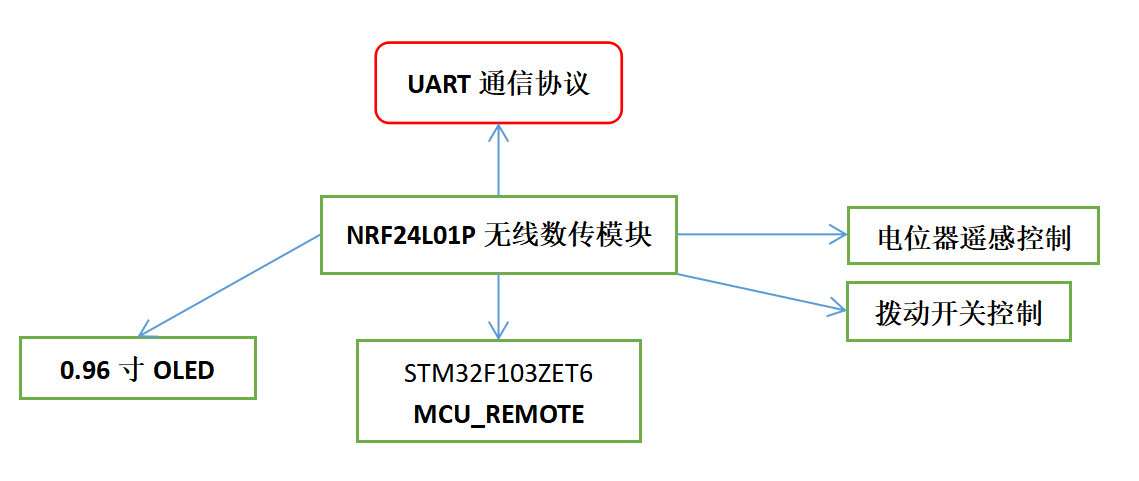 UART 通信协议
NRF24L01P 无线数传模块
电位器遥感控制
拨动开关控制
0.96 寸 OLED
STM32F103ZET6
MCU_REMOTE